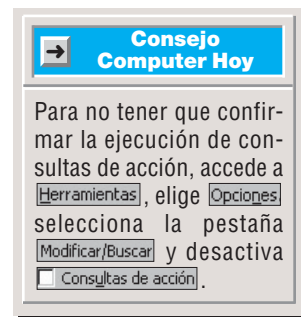 Consejo
Computer Hoy
Para no tener que confir-
mar la ejecución de con-
sultas de acción, accede a
Herramientas, elige Opciones
selecciona la pestaña
Modificar/Buscar y desactiva
Consultas de acción.